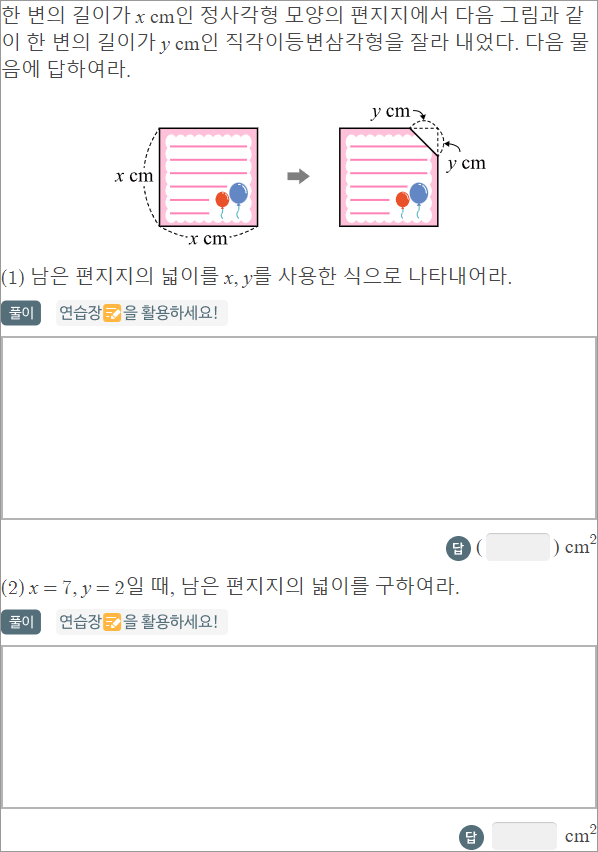 한 변의 길이가 x cm인 정사각형 모양의 편지지에서 다음 그림과 같
이 한 변의 길이가 y cm인 직각이등변삼각형을 잘라 내었다. 다음 물
음에 답하여라.
y cm
x cm
y cm
x cm
(1) 남은 편지지의 넓이를 x, y를 사용한 식으로 나타내어라.
풀이 연습장을 활용하세요!
답 ( ) cm²
(2) x = 7, y = 2일 때, 남은 편지지의 넓이를 구하여라.
풀이 연습장을 활용하세요!
답 cm²